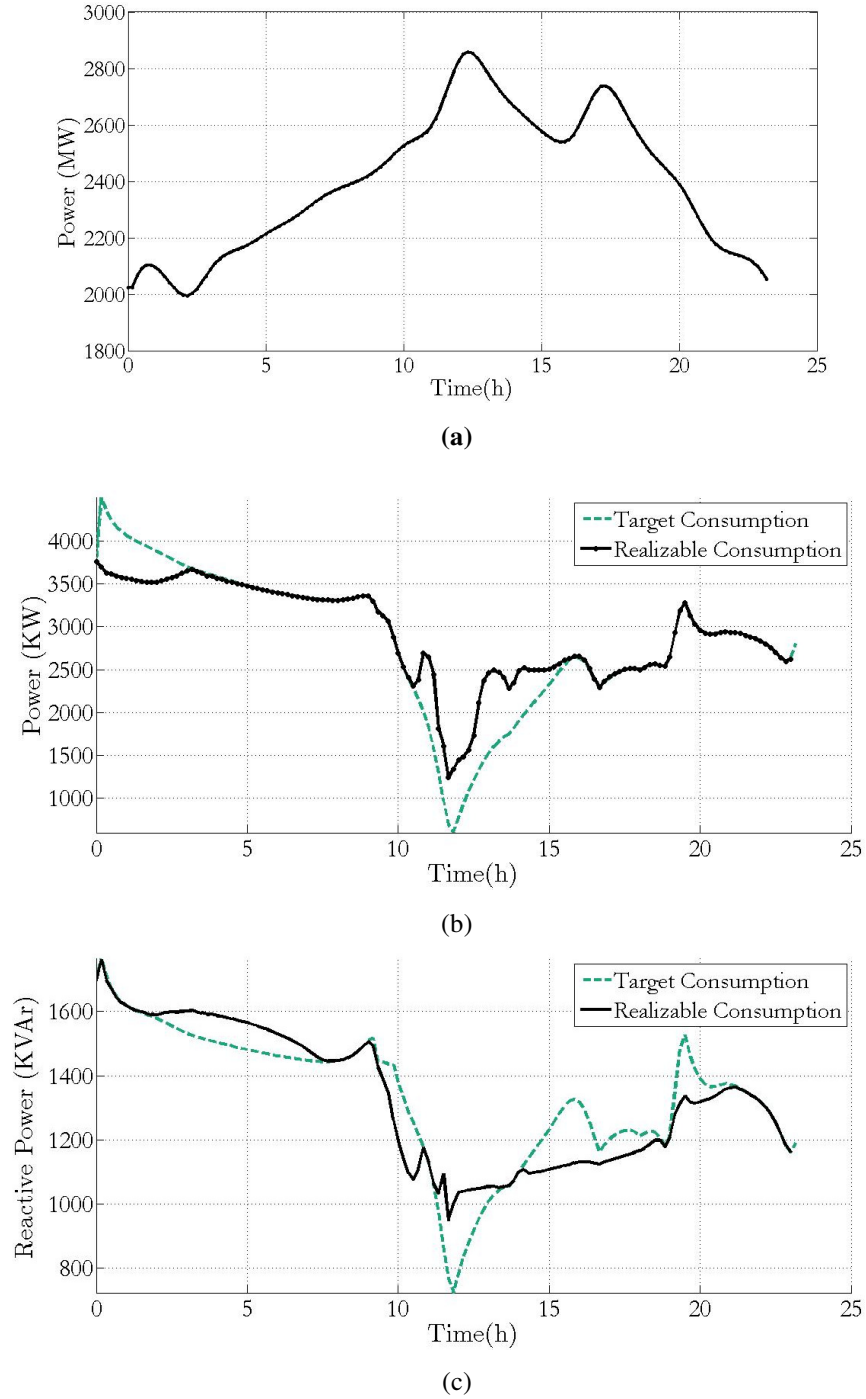 3000
2800
2600
2400
2200
2000
1800
Power (MW)
0 5 10 15 20 25
Time(h)
(a)
4000
3500
3000
2500
2000
1500
1000
Power (KW)
Target Consumption
Realizable Consumption
0 5 10 15 20 25
Time(h)
(b)
1600
1400
1200
1000
800
Reactive Power (KVAr)
Target Consumption
Realizable Consumption
0 5 10 15 20 25
Time(h)
(c)